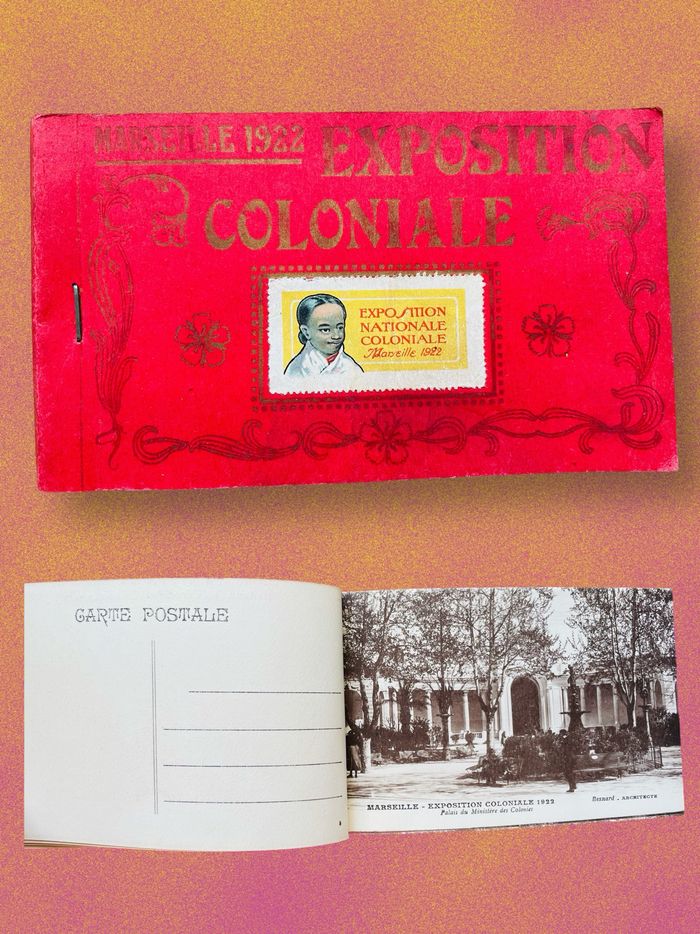 MARSEILLE 1922 EXPOSITION
COLONIALE
EXPOSITION
NATIONALE
COLONIALE
Marseille 1922
CARTE POSTALE
MARSEILLE - EXPOSITION COLONIALE 1922
Palais du Ministère des Colonies
Besnard . ARCHITECTE